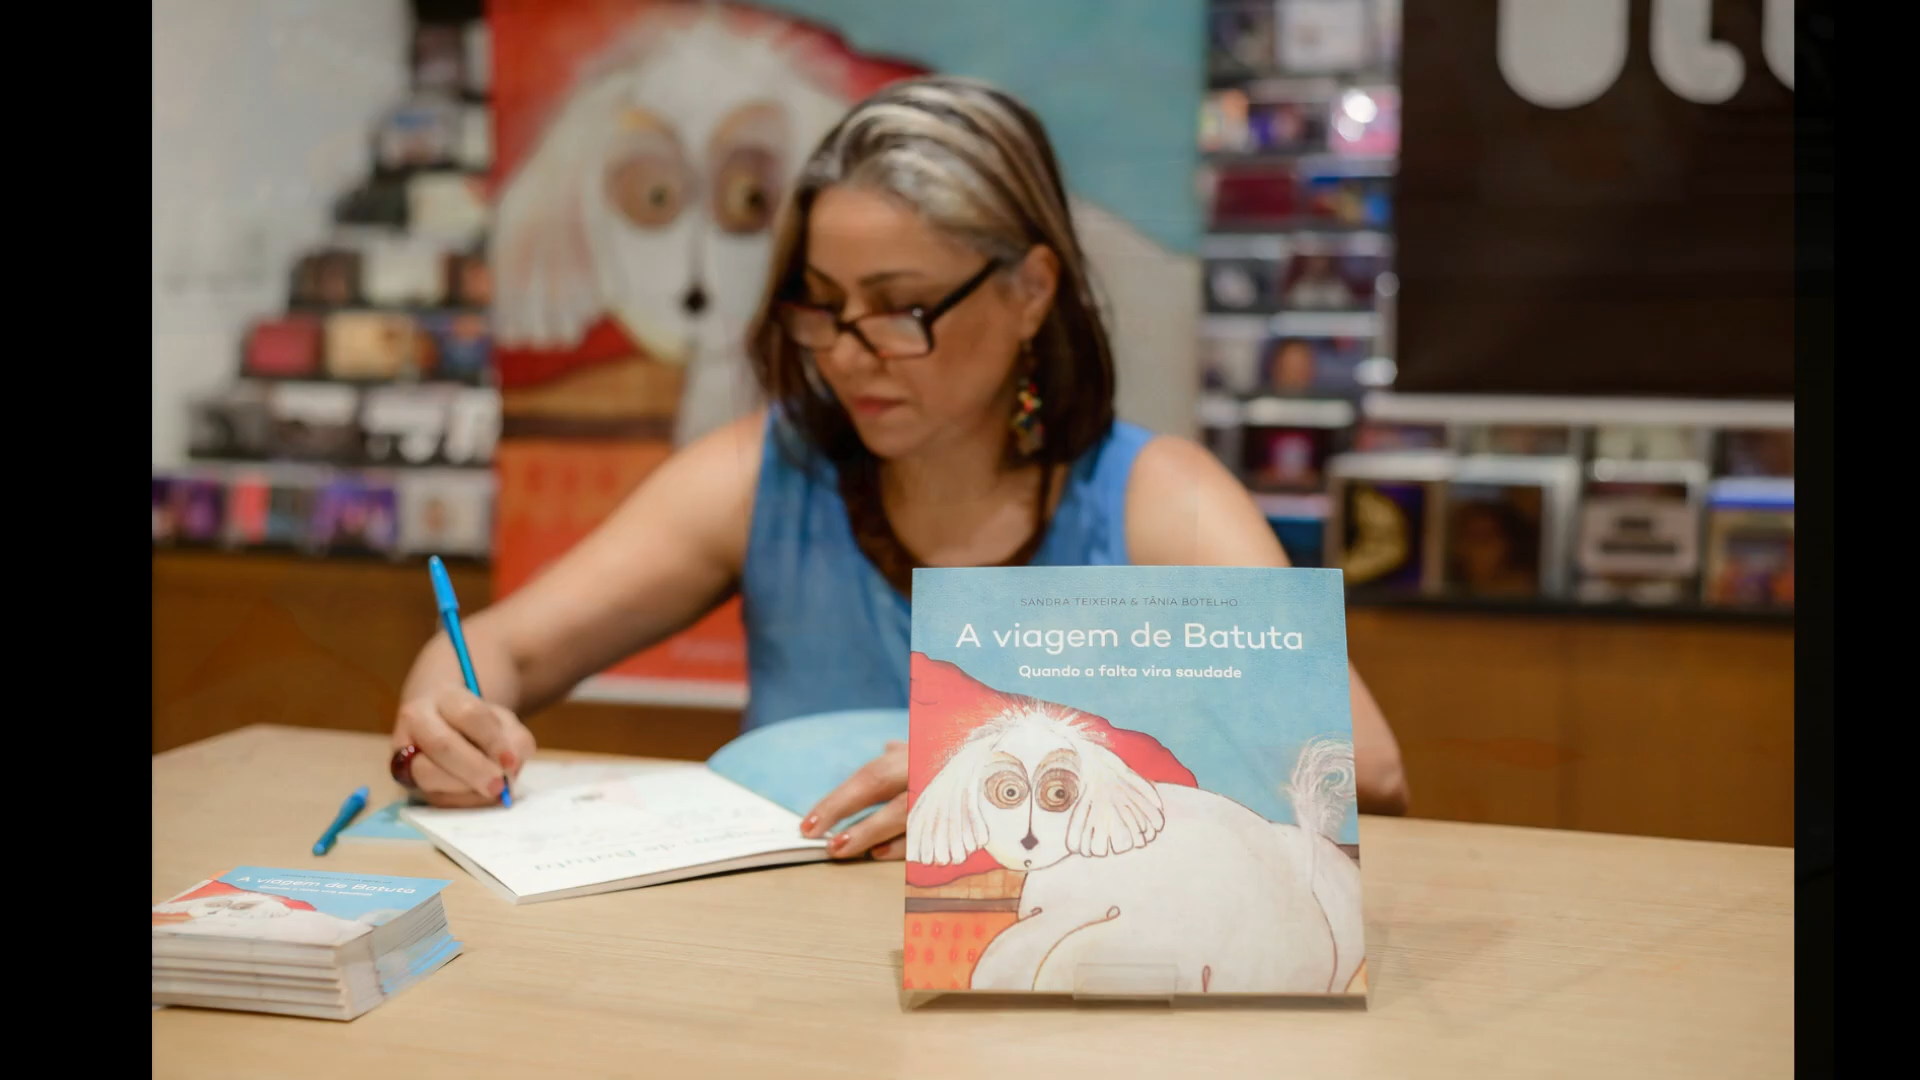 SANDRA TEIXEIRA & TÂNIA BOTELHO
A viagem de Batuta
Quando a falta vira saudade
A viagem de Batuta